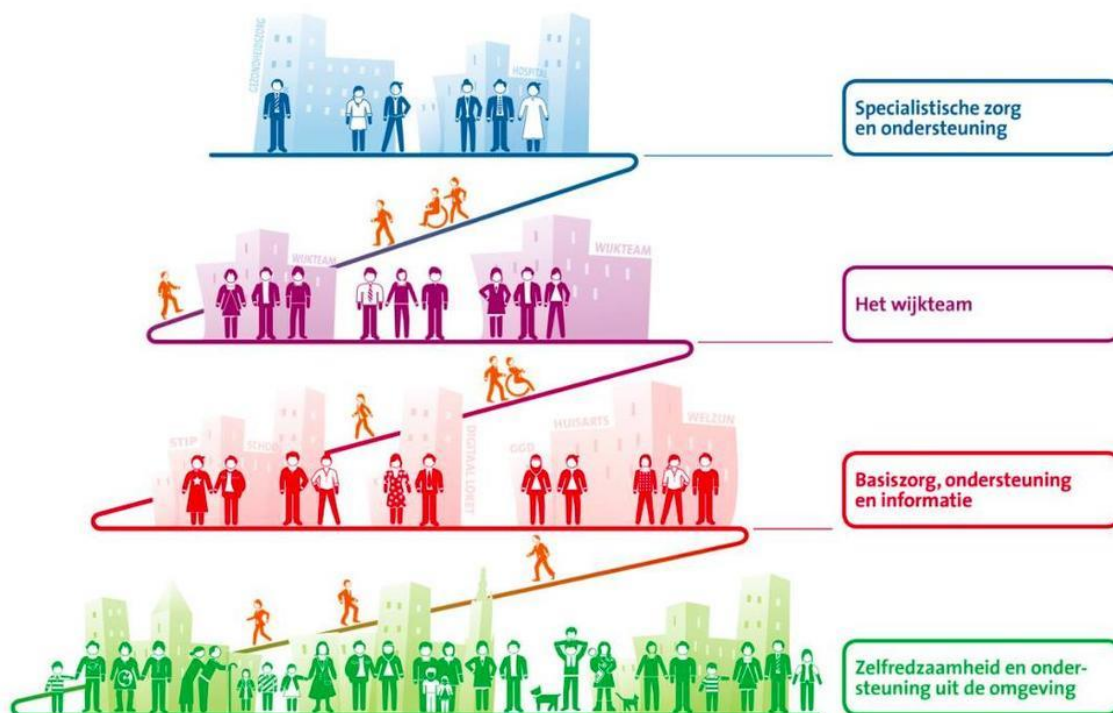 GEZONDHEIDSZORG
HOSPITAL
Specialistische zorg
en ondersteuning
WIJKTEAM
WIJKTEAM
Het wijkteam
STIP
SCHOOL
DIGITAAL LOKET
GGD
HUISARTS
WELZIJN
Basiszorg, ondersteuning
en informatie
Zelfredzaamheid en onder-
steuning uit de omgeving